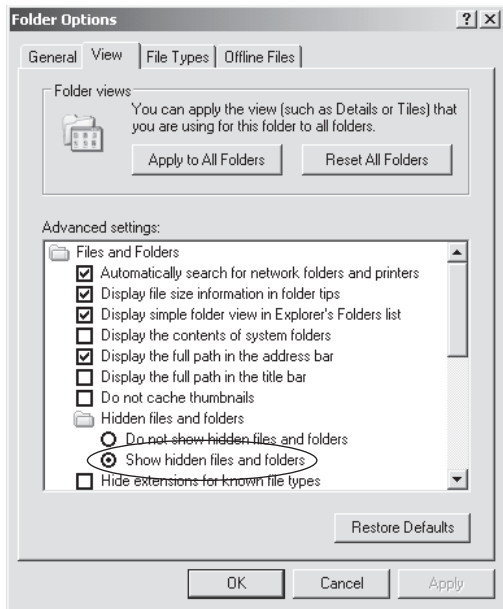 Folder Options
General View File Types Offline Files
Folder views
You can apply the view (such as Details or Tiles) that
you are using for this folder to all folders.
Apply to All Folders Reset All Folders
Advanced settings:
Files and Folders
Automatically search for network folders and printers
Display file size information in folder tips
Display simple folder view in Explorer's Folders list
Display the contents of system folders
Display the full path in the address bar
Display the full path in the title bar
Do not cache thumbnails
Hidden files and folders
Do not show hidden files and folders
Show hidden files and folders
Hide extensions for known file types
Restore Defaults
OK Cancel Apply